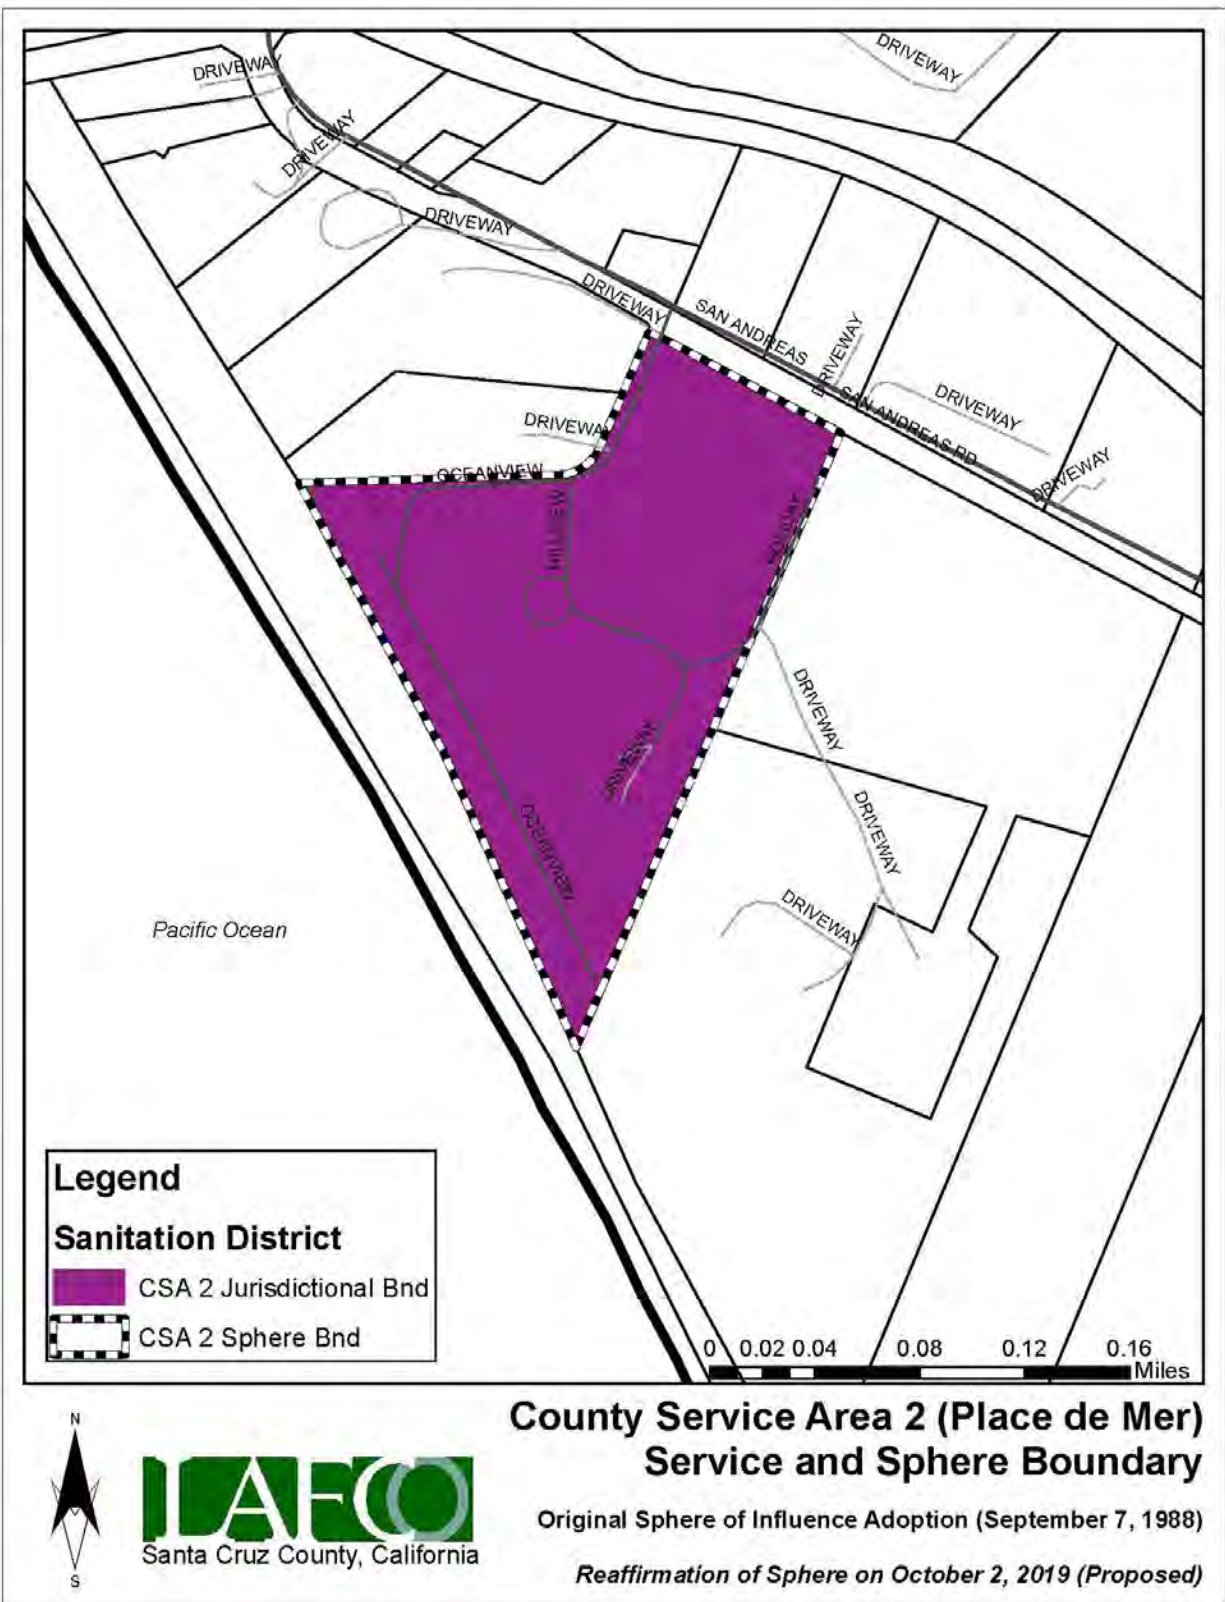 DRIVEWAY
DRIVEWAY
DRIVEWAY
DRIVEWAY
DRIVEWAY
SAN ANDREAS
DRIVEWAY
DRIVEWAY
SAN ANDREAS RD
DRIVEWAY
DRIVEWAY
OCEANVIEW
HILLVIEW
DRIVEWAY
DRIVEWAY
OCEANVIEW
DRIVEWAY
DRIVEWAY
Pacific Ocean
Legend
Sanitation District
CSA 2 Jurisdictional Bnd
CSA 2 Sphere Bnd
0 0.02 0.04 0.08 0.12 0.16
Miles
County Service Area 2 (Place de Mer)
Service and Sphere Boundary
N
S
LAFCO
Santa Cruz County, California
Original Sphere of Influence Adoption (September 7, 1988)
Reaffirmation of Sphere on October 2, 2019 (Proposed)